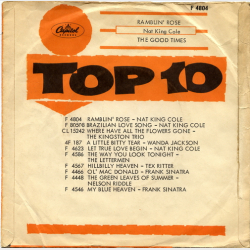 F 4804
Capitol
RECORDS
RAMBLIN' ROSE
Nat King Cole
THE GOOD TIMES
TOP 10
F 4804 RAMBLIN' ROSE - NAT KING COLE
BRAZILIAN LOVE SONG - NAT KING COLE
CL 15242 WHERE HAVE ALL THE FLOWERS GONE -
THE KINGSTON TRIO
4F 187 A LITTLE BITTY TEAR - WANDA JACKSON
F 4623 LET TRUE LOVE BEGIN - NAT KING COLE
F 4586 THE WAY YOU LOOK TONIGHT -
THE LETTERMEN
F 4567 HILLBILLY HEAVEN - TEX RITTER
F 4466 OL' MAC DONALD - FRANK SINATRA
F 4448 THE GREEN LEAVES OF SUMMER -
NELSON RIDDLE
F 4546 MY BLUE HEAVEN - FRANK SINATRA